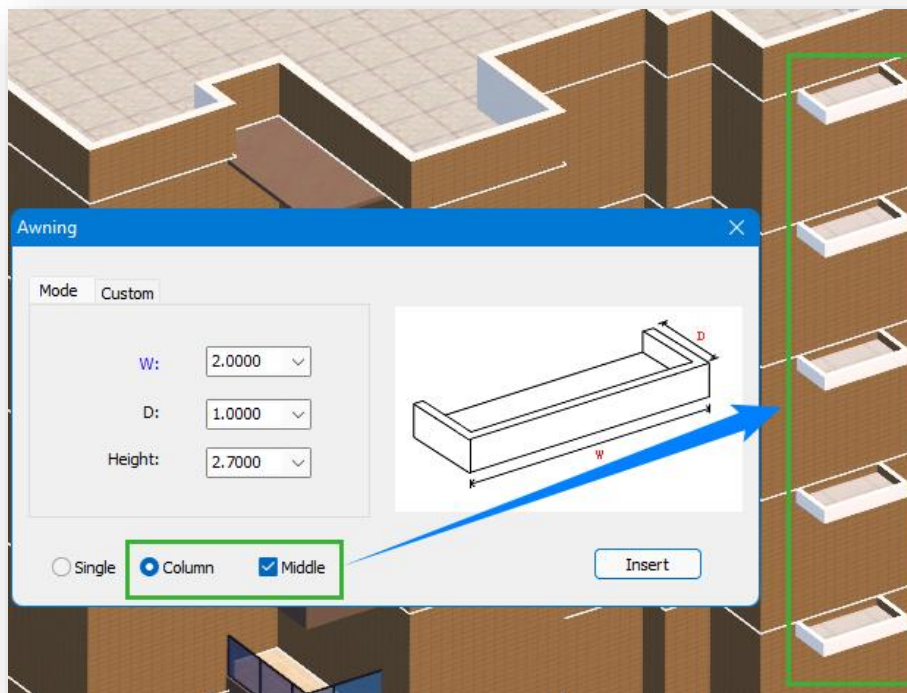 Awning
Mode Custom
W: 2.0000
D: 1.0000
Height: 2.7000
D
W
Single Column Middle
Insert